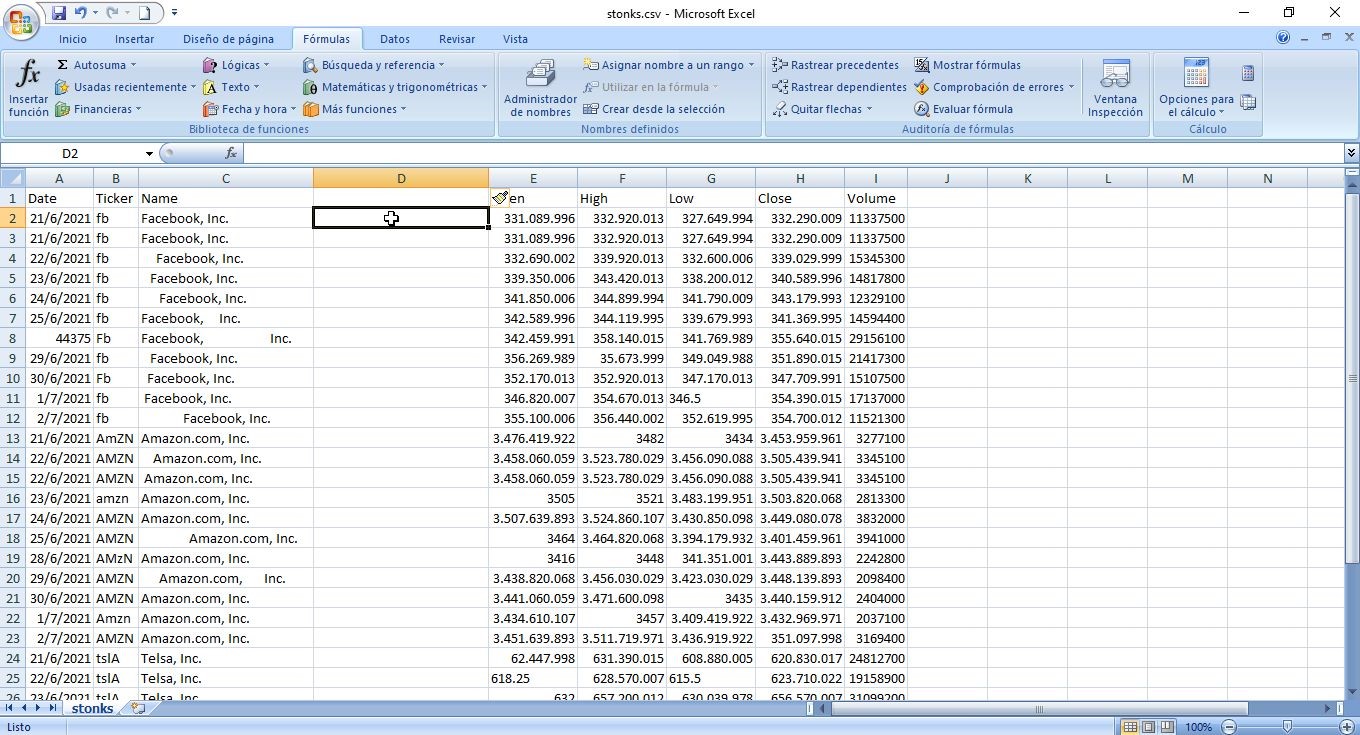 stonks.csv - Microsoft Excel
Inicio Insertar Diseño de página Fórmulas Datos Revisar Vista
Σ Autosuma Lógicas Búsqueda y referencia Asignar nombre a un rango Rastrear precedentes Mostrar fórmulas
fx Usadas recientemente Texto Matemáticas y trigonométricas Utilizar en la fórmula Rastrear dependientes Comprobación de errores
Insertar función Financieras Fecha y hora Más funciones Administrador de nombres Crear desde la selección Quitar flechas Evaluar fórmula Ventana Inspección Opciones para el cálculo
Biblioteca de funciones Nombres definidos Auditoría de fórmulas Cálculo
D2 fx
A B C D E F G H I J K L M N
1 Date Ticker Name en High Low Close Volume
2 21/6/2021 fb Facebook, Inc. 331.089.996 332.920.013 327.649.994 332.290.009 11337500
3 21/6/2021 fb Facebook, Inc. 331.089.996 332.920.013 327.649.994 332.290.009 11337500
4 22/6/2021 fb Facebook, Inc. 332.690.002 339.920.013 332.600.006 339.029.999 15345300
5 23/6/2021 fb Facebook, Inc. 339.350.006 343.420.013 338.200.012 340.589.996 14817800
6 24/6/2021 fb Facebook, Inc. 341.850.006 344.899.994 341.790.009 343.179.993 12329100
7 25/6/2021 fb Facebook, Inc. 342.589.996 344.119.995 339.679.993 341.369.995 14594400
8 44375 Fb Facebook, Inc. 342.459.991 358.140.015 341.769.989 355.640.015 29156100
9 29/6/2021 fb Facebook, Inc. 356.269.989 35.673.999 349.049.988 351.890.015 21417300
10 30/6/2021 Fb Facebook, Inc. 352.170.013 352.920.013 347.170.013 347.709.991 15107500
11 1/7/2021 fb Facebook, Inc. 346.820.007 354.670.013 346.5 354.390.015 17137000
12 2/7/2021 fb Facebook, Inc. 355.100.006 356.440.002 352.619.995 354.700.012 11521300
13 21/6/2021 AmZN Amazon.com, Inc. 3.476.419.922 3482 3434 3.453.959.961 3277100
14 22/6/2021 AMZN Amazon.com, Inc. 3.458.060.059 3.523.780.029 3.456.090.088 3.505.439.941 3345100
15 22/6/2021 AMZN Amazon.com, Inc. 3.458.060.059 3.523.780.029 3.456.090.088 3.505.439.941 3345100
16 23/6/2021 amzn Amazon.com, Inc. 3505 3521 3.483.199.951 3.503.820.068 2813300
17 24/6/2021 AMZN Amazon.com, Inc. 3.507.639.893 3.524.860.107 3.430.850.098 3.449.080.078 3832000
18 25/6/2021 AMZN Amazon.com, Inc. 3464 3.464.820.068 3.394.179.932 3.401.459.961 3941000
19 28/6/2021 AMzN Amazon.com, Inc. 3416 3448 341.351.001 3.443.889.893 2242800
20 29/6/2021 AMZN Amazon.com, Inc. 3.438.820.068 3.456.030.029 3.423.030.029 3.448.139.893 2098400
21 30/6/2021 AMZN Amazon.com, Inc. 3.441.060.059 3.471.600.098 3435 3.440.159.912 2404000
22 1/7/2021 Amzn Amazon.com, Inc. 3.434.610.107 3457 3.409.419.922 3.432.969.971 2037100
23 2/7/2021 AMZN Amazon.com, Inc. 3.451.639.893 3.511.719.971 3.436.919.922 351.097.998 3169400
24 21/6/2021 tslA Telsa, Inc. 62.447.998 631.390.015 608.880.005 620.830.017 24812700
25 22/6/2021 tslA Telsa, Inc. 618.25 628.570.007 615.5 623.710.022 19158900
26 23/6/2021 tslA Telsa, Inc. 632 657.200.012 630.039.978 656.570.007 31099200
stonks
Listo 100%